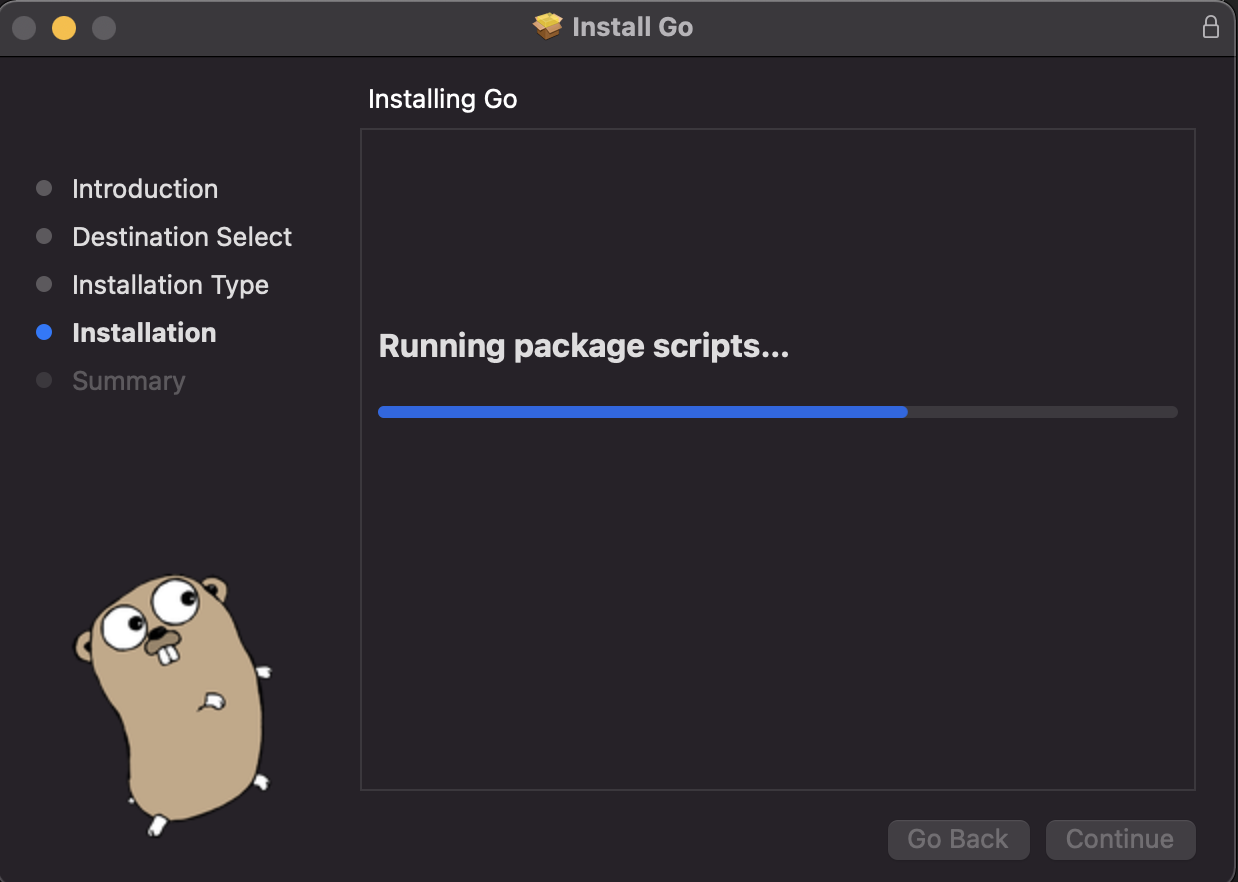 Install Go
Installing Go
Introduction
Destination Select
Installation Type
Installation
Summary
Running package scripts...
Go Back
Continue